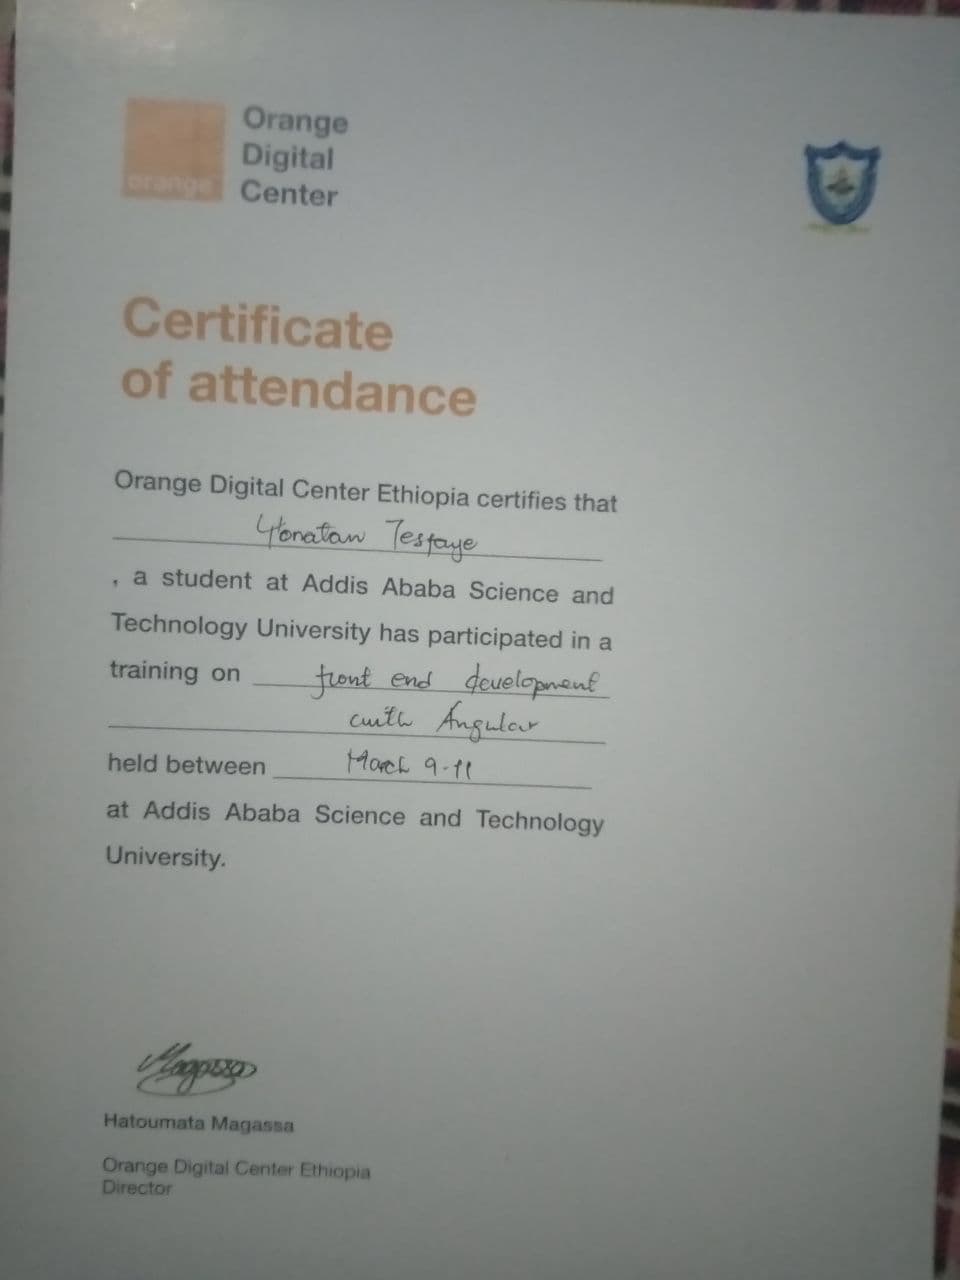 orange
Orange
Digital
Center
Certificate
of attendance
Orange Digital Center Ethiopia certifies that
Yonatan Tesfaye
, a student at Addis Ababa Science and
Technology University has participated in a
training on front end development
with Angular
held between March 9-11
at Addis Ababa Science and Technology
University.
Magassa
Hatoumata Magassa
Orange Digital Center Ethiopia
Director